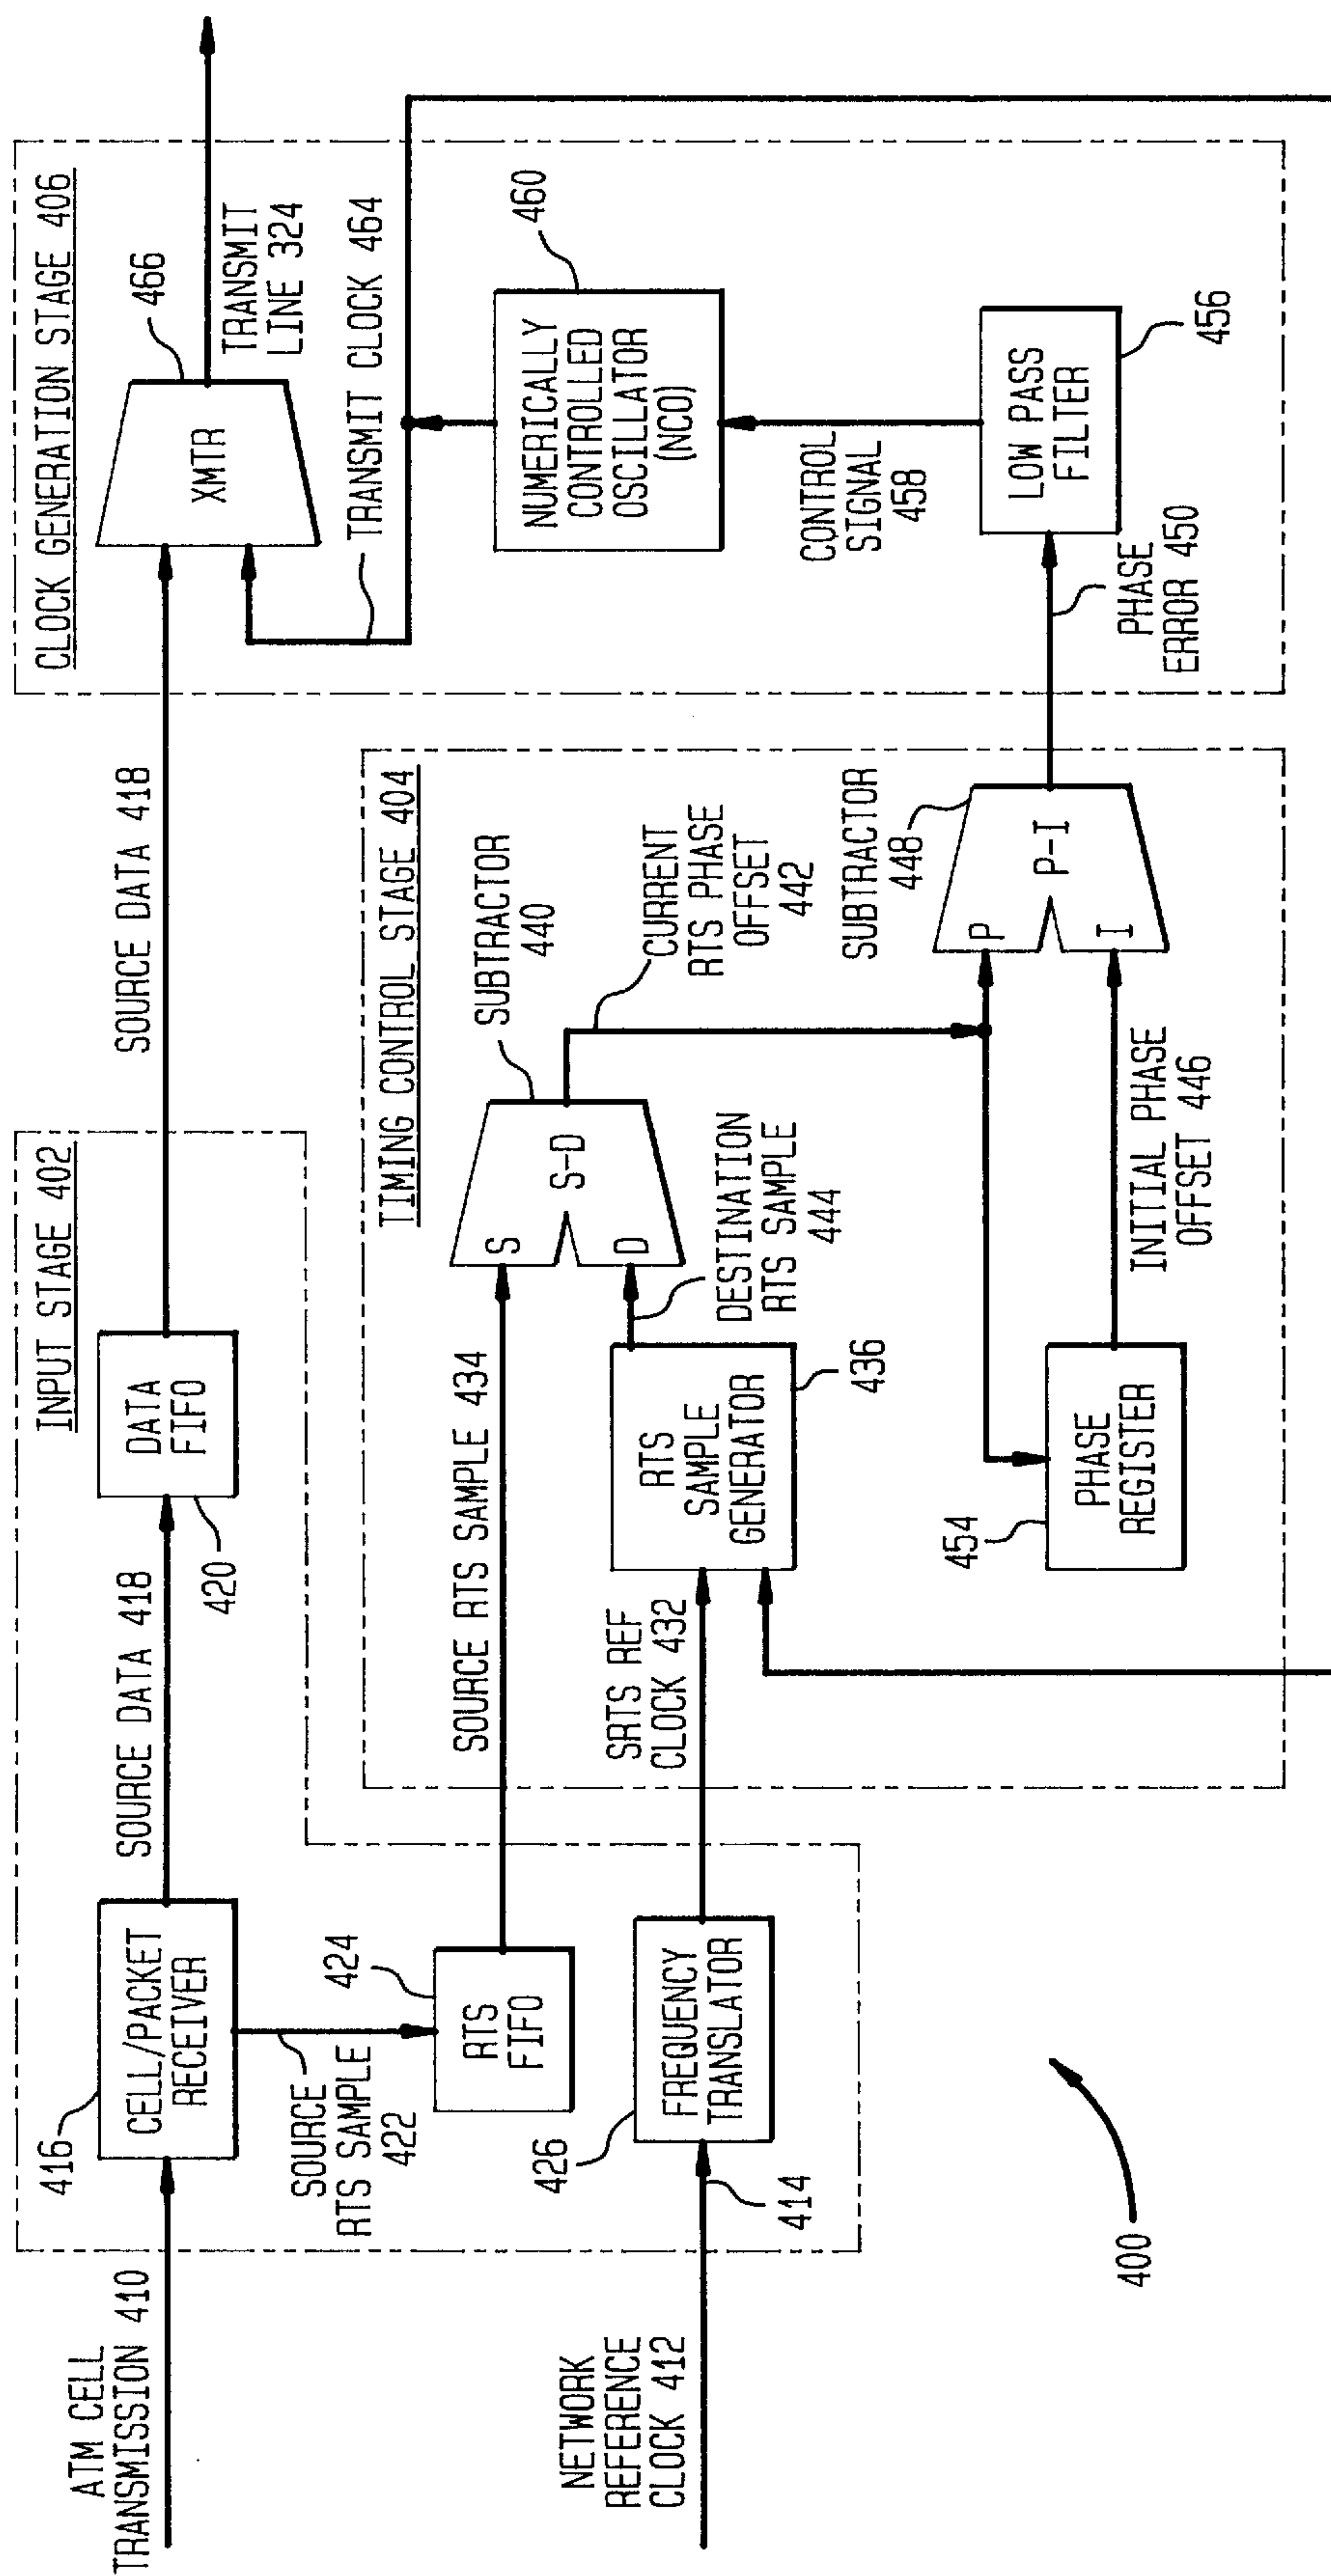 ATM CELL
TRANSMISSION 410
NETWORK
REFERENCE
CLOCK 412
INPUT STAGE 402
416
CELL/PACKET
RECEIVER
SOURCE DATA 418
DATA
FIFO
420
SOURCE
RTS SAMPLE
422
424
RTS
FIFO
426
FREQUENCY
TRANSLATOR
414
SOURCE DATA 418
TIMING CONTROL STAGE 404
SOURCE RTS SAMPLE 434
SRTS REF
CLOCK 432
RTS
SAMPLE
GENERATOR
436
DESTINATION
RTS SAMPLE
444
SUBTRACTOR
440
S
D
S-D
CURRENT
RTS PHASE
OFFSET
442
454
PHASE
REGISTER
INITIAL PHASE
OFFSET 446
SUBTRACTOR
448
P
I
P-I
CLOCK GENERATION STAGE 406
XMTR
466
TRANSMIT
LINE 324
TRANSMIT CLOCK 464
NUMERICALLY
CONTROLLED
OSCILLATOR
(NCO)
460
CONTROL
SIGNAL
458
LOW PASS
FILTER
456
PHASE
ERROR 450
400